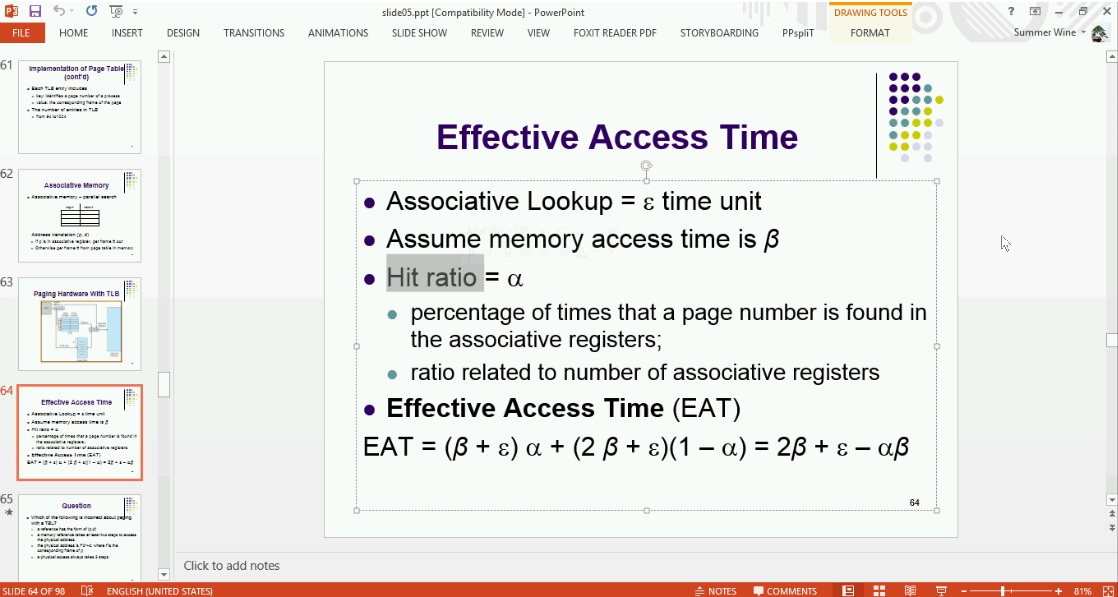 slide05.ppt [Compatibility Mode] - PowerPoint
DRAWING TOOLS
FILE HOME INSERT DESIGN TRANSITIONS ANIMATIONS SLIDE SHOW REVIEW VIEW FOXIT READER PDF STORYBOARDING PPspliT FORMAT
Summer Wine
61
Implementation of Page Table
(cont'd)
Each TLB entry includes
key: identifies a page number of a process
value: the corresponding frame of the page
The number of entries in TLB
from 64 to 1024
62
Associative Memory
Associative memory – parallel search
Address translation (p, d)
If p is in associative register, get frame # out
Otherwise get frame # from page table in memory
63
Paging Hardware With TLB
64
Effective Access Time
Associative Lookup = ε time unit
Assume memory access time is β
Hit ratio = α
percentage of times that a page number is found in
the associative registers;
ratio related to number of associative registers
Effective Access Time (EAT)
EAT = (β + ε) α + (2 β + ε)(1 – α) = 2β + ε – αβ
65
Question
Which of the following is incorrect about paging
with a TBL?
a reference has the form of (p,d)
a memory reference takes at least two steps to access
the physical address
the physical address is f*2^n+d, where f is the
corresponding frame of p
Effective Access Time
• Associative Lookup = ε time unit
• Assume memory access time is β
• Hit ratio = α
• percentage of times that a page number is found in
the associative registers;
• ratio related to number of associative registers
• Effective Access Time (EAT)
EAT = (β + ε) α + (2 β + ε)(1 – α) = 2β + ε – αβ
64
Click to add notes
SLIDE 64 OF 98 ENGLISH (UNITED STATES) NOTES COMMENTS 81%